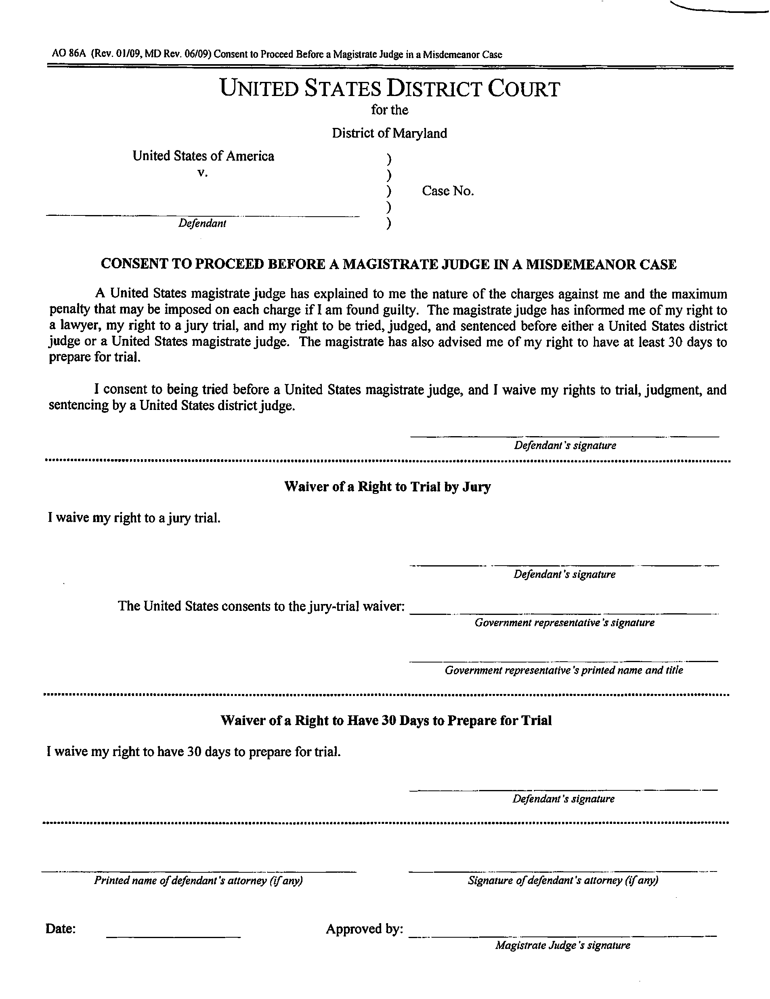 AO 86A (Rev. 01/09, MD Rev. 06/09) Consent to Proceed Before a Magistrate Judge in a Misdemeanor Case
UNITED STATES DISTRICT COURT
for the
District of Maryland
United States of America )
v. )
) Case No.
)
Defendant )
CONSENT TO PROCEED BEFORE A MAGISTRATE JUDGE IN A MISDEMEANOR CASE
A United States magistrate judge has explained to me the nature of the charges against me and the maximum
penalty that may be imposed on each charge if I am found guilty. The magistrate judge has informed me of my right to
a lawyer, my right to a jury trial, and my right to be tried, judged, and sentenced before either a United States district
judge or a United States magistrate judge. The magistrate has also advised me of my right to have at least 30 days to
prepare for trial.
I consent to being tried before a United States magistrate judge, and I waive my rights to trial, judgment, and
sentencing by a United States district judge.
Defendant's signature
Waiver of a Right to Trial by Jury
I waive my right to a jury trial.
Defendant's signature
The United States consents to the jury-trial waiver:
Government representative's signature
Government representative's printed name and title
Waiver of a Right to Have 30 Days to Prepare for Trial
I waive my right to have 30 days to prepare for trial.
Defendant's signature
Printed name of defendant's attorney (if any) Signature of defendant's attorney (if any)
Date: Approved by:
Magistrate Judge's signature